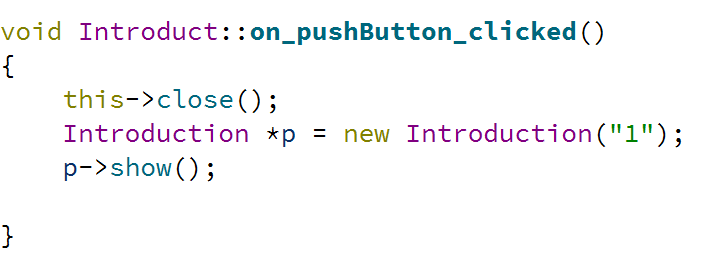 void Introduct::on_pushButton_clicked()
{
    this->close();
    Introduction *p = new Introduction("1");
    p->show();
}